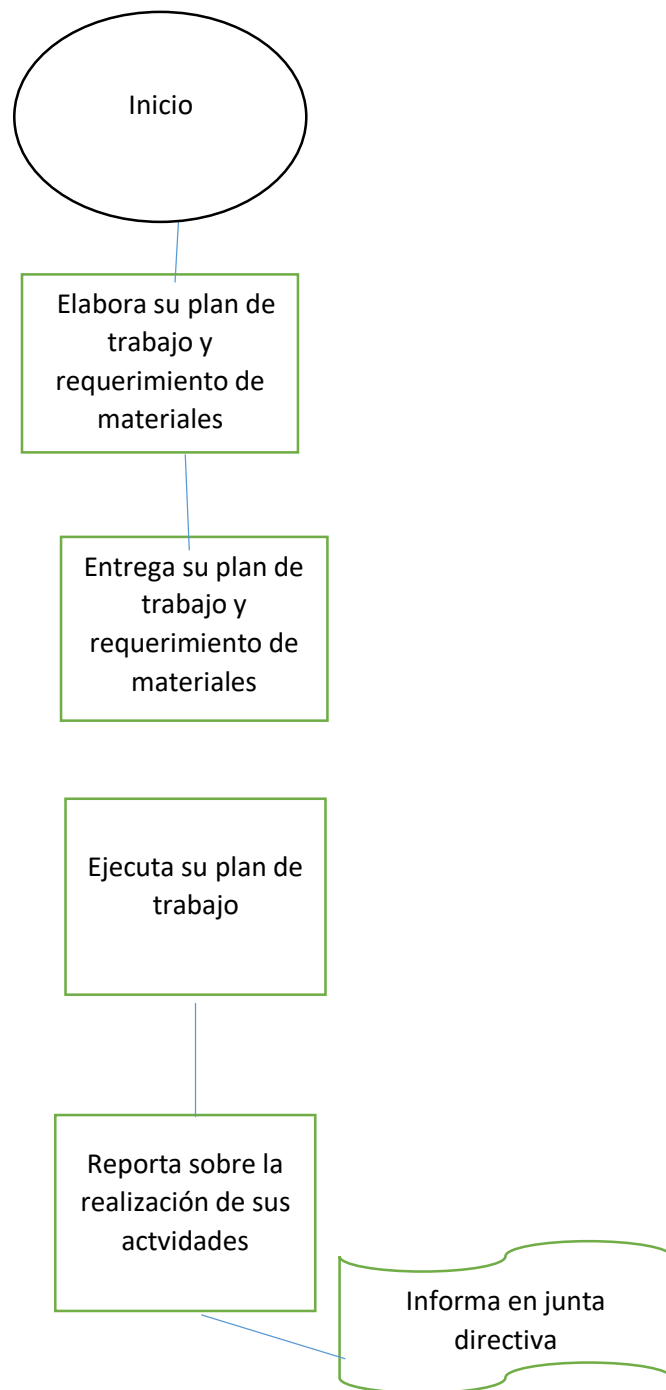 Inicio
Elabora su plan de
trabajo y
requerimiento de
materiales
Entrega su plan de
trabajo y
requerimiento de
materiales
Ejecuta su plan de
trabajo
Reporta sobre la
realización de sus
actvidades
Informa en junta
directiva